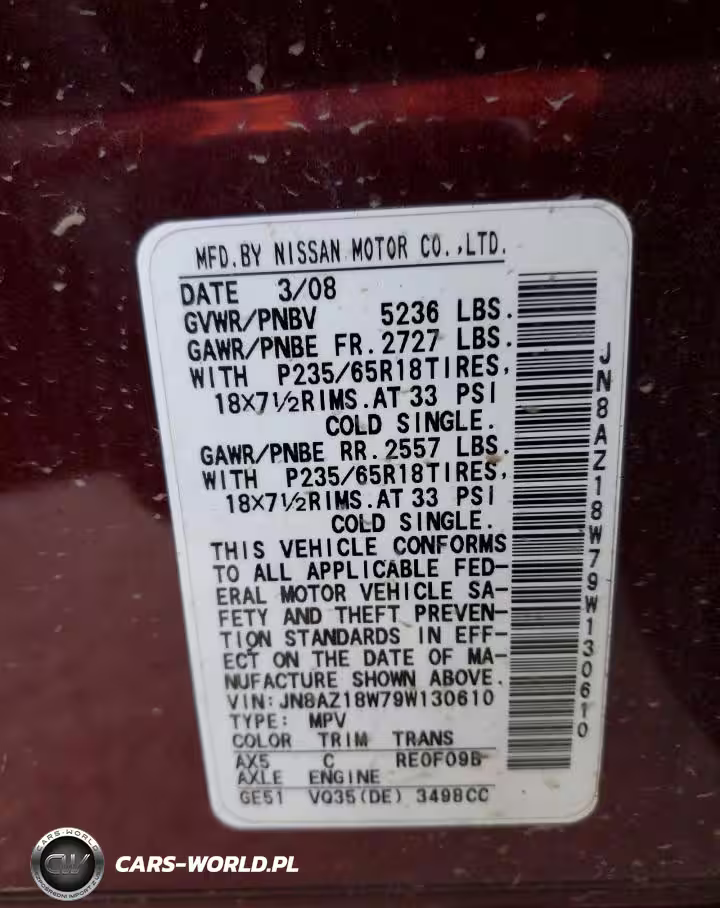 MFD.BY NISSAN MOTOR CO.,LTD.
DATE 3/08
GVWR/PNBV 5236 LBS.
GAWR/PNBE FR.2727 LBS.
WITH P235/65R18TIRES,
18X7½RIMS.AT 33 PSI
COLD SINGLE.
GAWR/PNBE RR.2557 LBS.
WITH P235/65R18TIRES,
18X7½RIMS.AT 33 PSI
COLD SINGLE.
THIS VEHICLE CONFORMS
TO ALL APPLICABLE FED-
ERAL MOTOR VEHICLE SA-
FETY AND THEFT PREVEN-
TION STANDARDS IN EFF-
ECT ON THE DATE OF MA-
NUFACTURE SHOWN ABOVE.
VIN:JN8AZ18W79W130610
TYPE: MPV
COLOR TRIM TRANS
AX5 C RE0F09B
AXLE ENGINE
GE51 VQ35(DE) 3498CC
JN8AZ18W79W130610
CARS-WORLD
CW
CARS-WORLD.PL